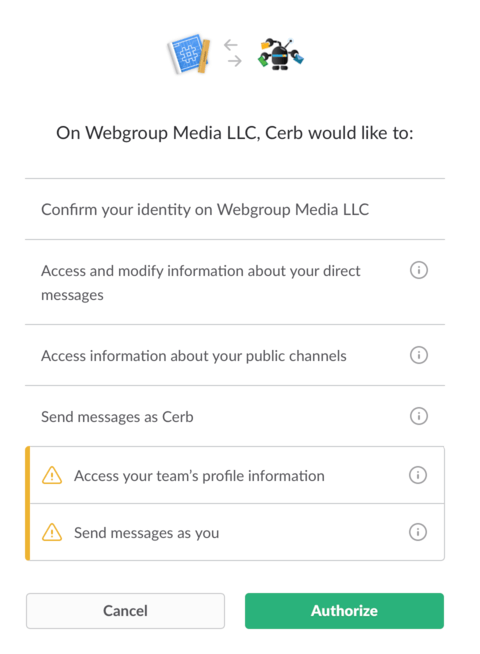 On Webgroup Media LLC, Cerb would like to:
Confirm your identity on Webgroup Media LLC
Access and modify information about your direct
messages
Access information about your public channels
Send messages as Cerb
Access your team's profile information
Send messages as you
Cancel
Authorize